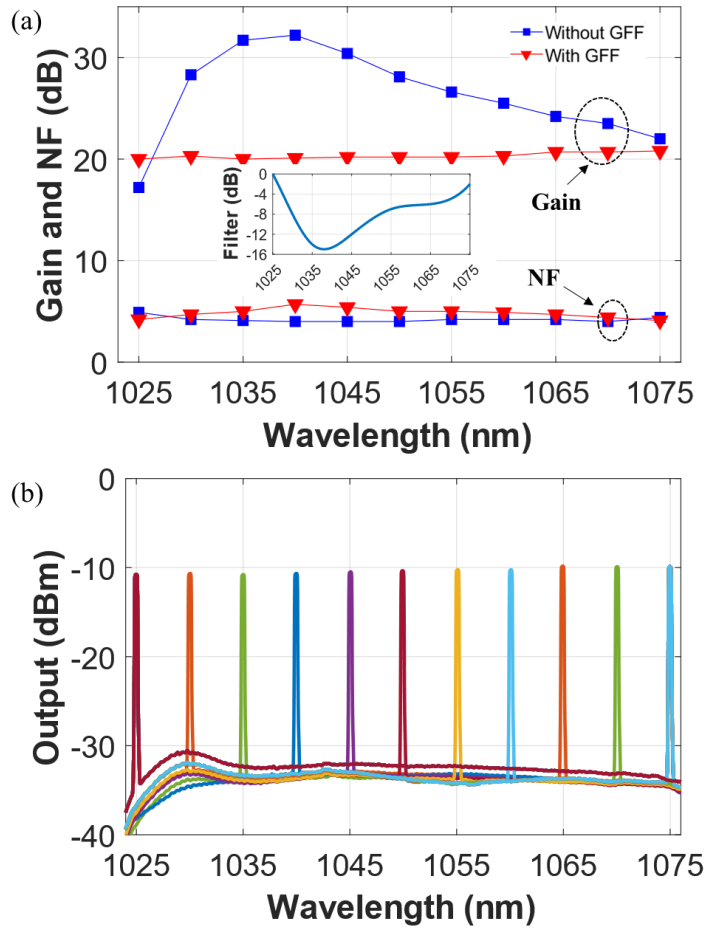 (a)
Gain and NF (dB)
30
20
10
0
Without GFF
With GFF
Gain
NF
Filter (dB)
0
-4
-8
-12
-16
1025 1035 1045 1055 1065 1075
1025 1035 1045 1055 1065 1075
Wavelength (nm)
(b)
Output (dBm)
0
-10
-20
-30
-40
1025 1035 1045 1055 1065 1075
Wavelength (nm)